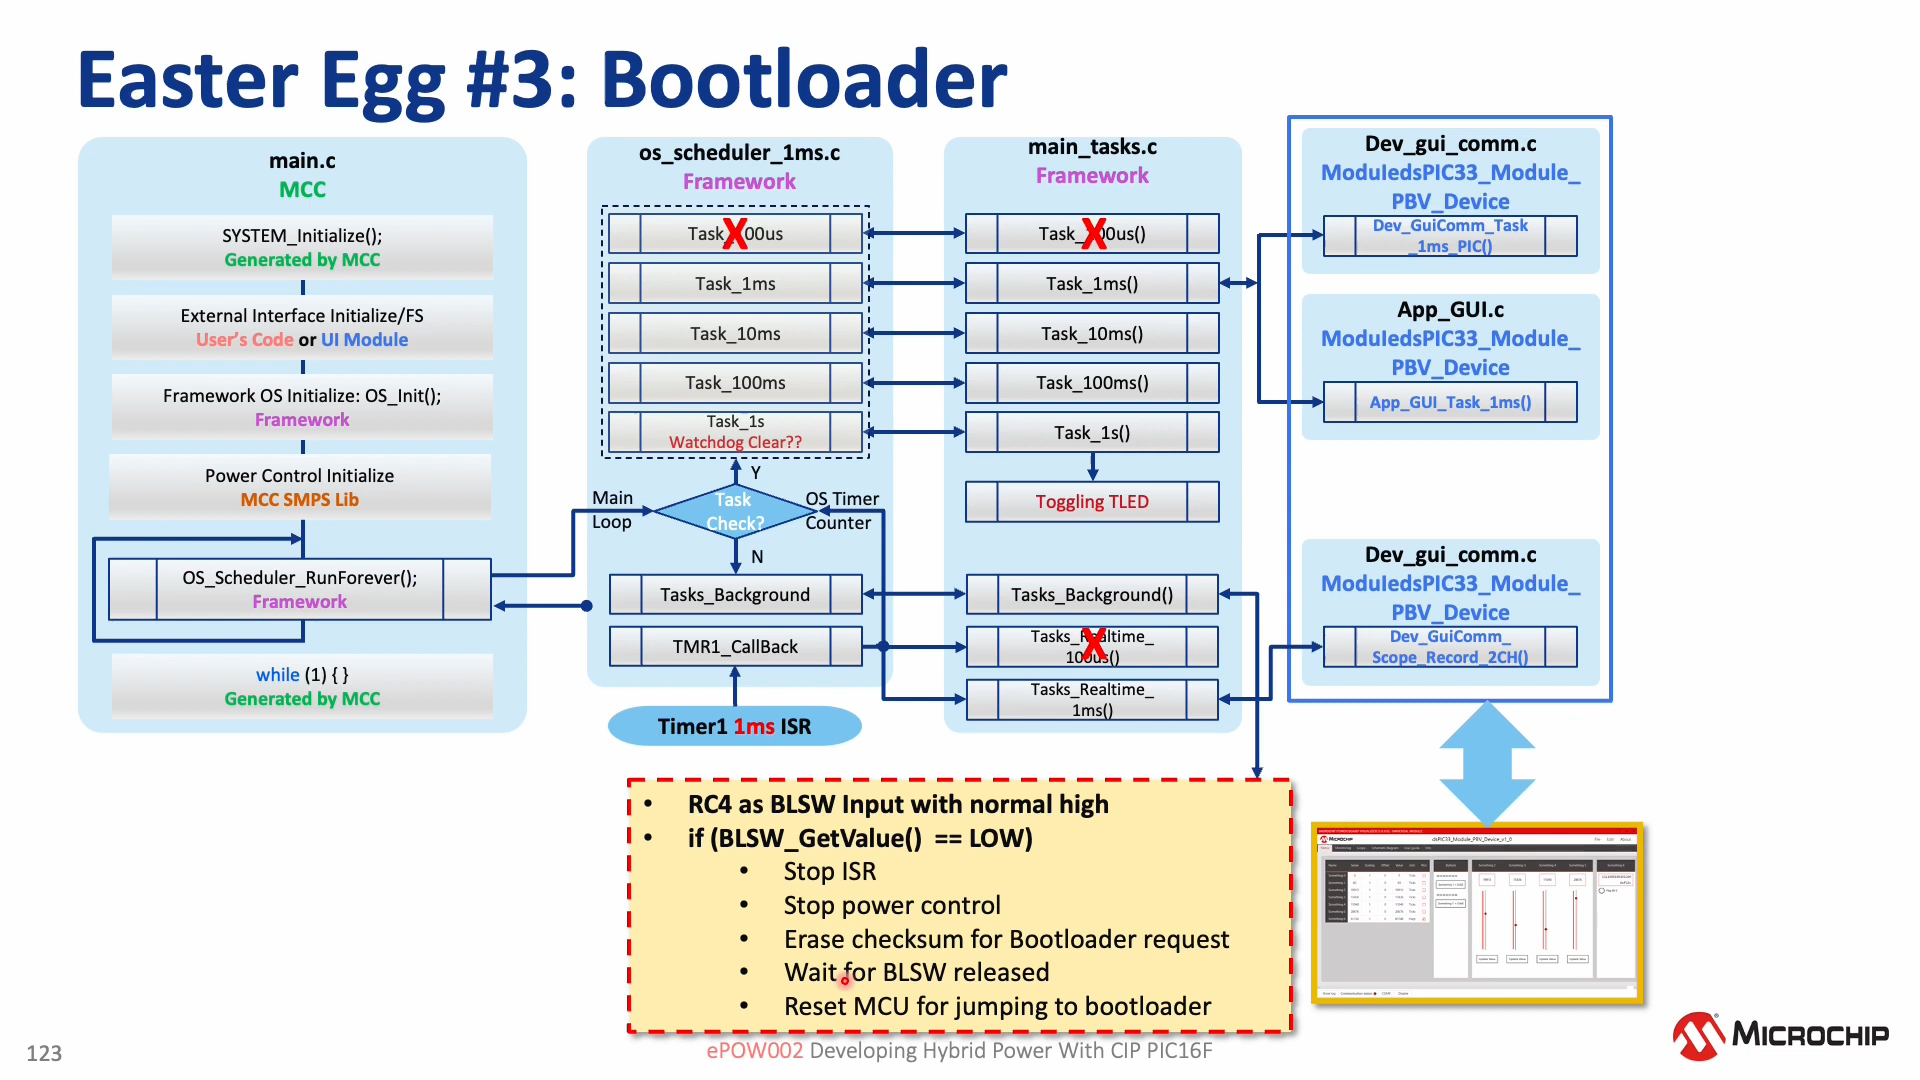 Easter Egg #3: Bootloader
main.c
MCC
SYSTEM_Initialize();
Generated by MCC
External Interface Initialize/FS
User's Code or UI Module
Framework OS Initialize: OS_Init();
Framework
Power Control Initialize
MCC SMPS Lib
OS_Scheduler_RunForever();
Framework
while (1) { }
Generated by MCC
os_scheduler_1ms.c
Framework
X
Task_1ms
Task_10ms
Task_100ms
Task_1s
Watchdog Clear??
Y
Main
Loop
Task
Check?
OS Timer
Counter
N
Tasks_Background
TMR1_CallBack
Timer1 1ms ISR
main_tasks.c
Framework
X
Task_1ms()
Task_10ms()
Task_100ms()
Task_1s()
Toggling TLED
Tasks_Background()
Tasks_Realtime_
100us()
X
Tasks_Realtime_
1ms()
Dev_gui_comm.c
ModuledsPIC33_Module_
PBV_Device
Dev_GuiComm_Task
_1ms_PIC()
App_GUI.c
ModuledsPIC33_Module_
PBV_Device
App_GUI_Task_1ms()
Dev_gui_comm.c
ModuledsPIC33_Module_
PBV_Device
Dev_GuiComm_
Scope_Record_2CH()
• RC4 as BLSW Input with normal high
• if (BLSW_GetValue() == LOW)
• Stop ISR
• Stop power control
• Erase checksum for Bootloader request
• Wait for BLSW released
• Reset MCU for jumping to bootloader
MICROCHIP
dsPIC33_Module_PBV_Device_v1_0
123
ePOW002 Developing Hybrid Power With CIP PIC16F
MICROCHIP